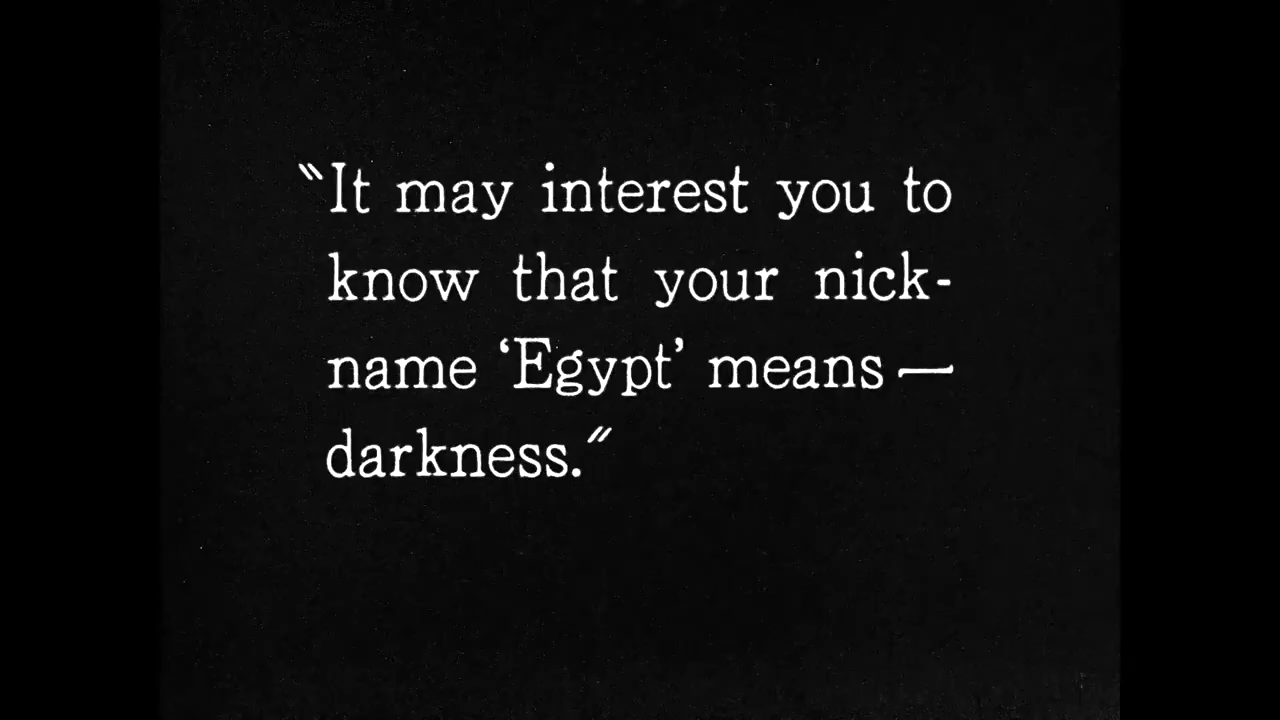 “It may interest you to
know that your nick-
name ‘Egypt’ means—
darkness.”